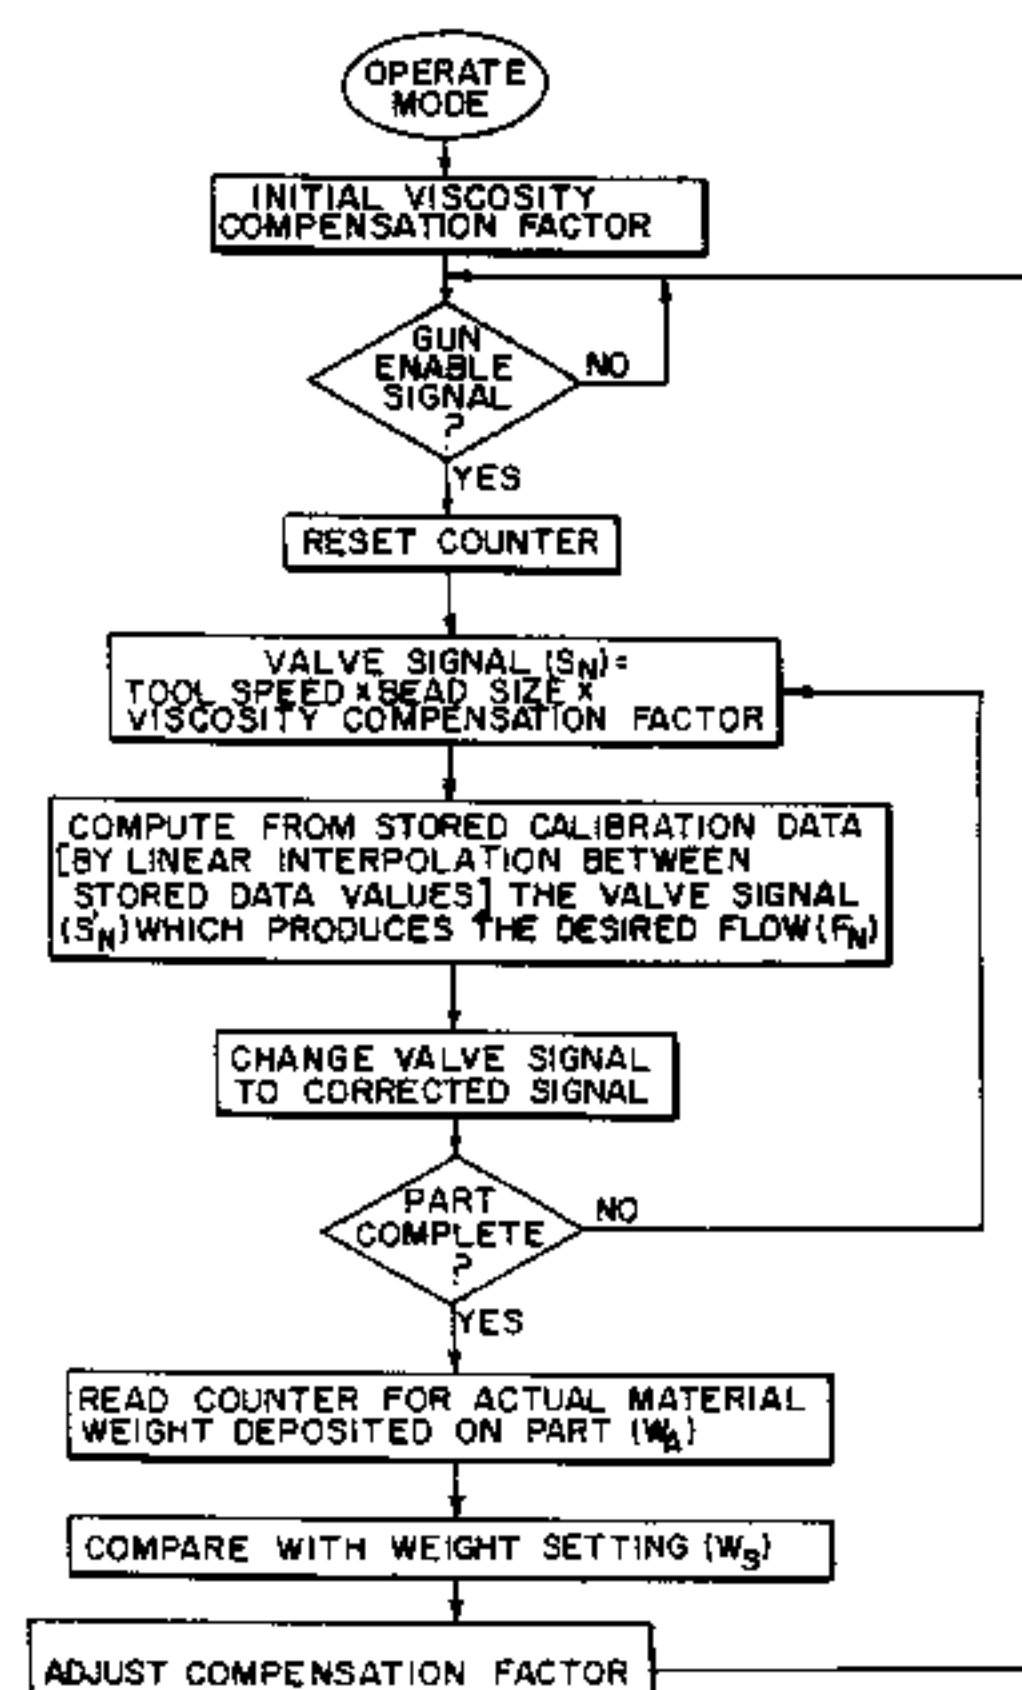 OPERATE
MODE
INITIAL VISCOSITY
COMPENSATION FACTOR
GUN
ENABLE
SIGNAL
?
NO
YES
RESET COUNTER
VALVE SIGNAL (SN)=
TOOL SPEED x BEAD SIZE x
VISCOSITY COMPENSATION FACTOR
COMPUTE FROM STORED CALIBRATION DATA
[BY LINEAR INTERPOLATION BETWEEN
STORED DATA VALUES] THE VALVE SIGNAL
(S'N) WHICH PRODUCES THE DESIRED FLOW (FN)
CHANGE VALVE SIGNAL
TO CORRECTED SIGNAL
PART
COMPLETE
?
NO
YES
READ COUNTER FOR ACTUAL MATERIAL
WEIGHT DEPOSITED ON PART (WA)
COMPARE WITH WEIGHT SETTING (WS)
ADJUST COMPENSATION FACTOR